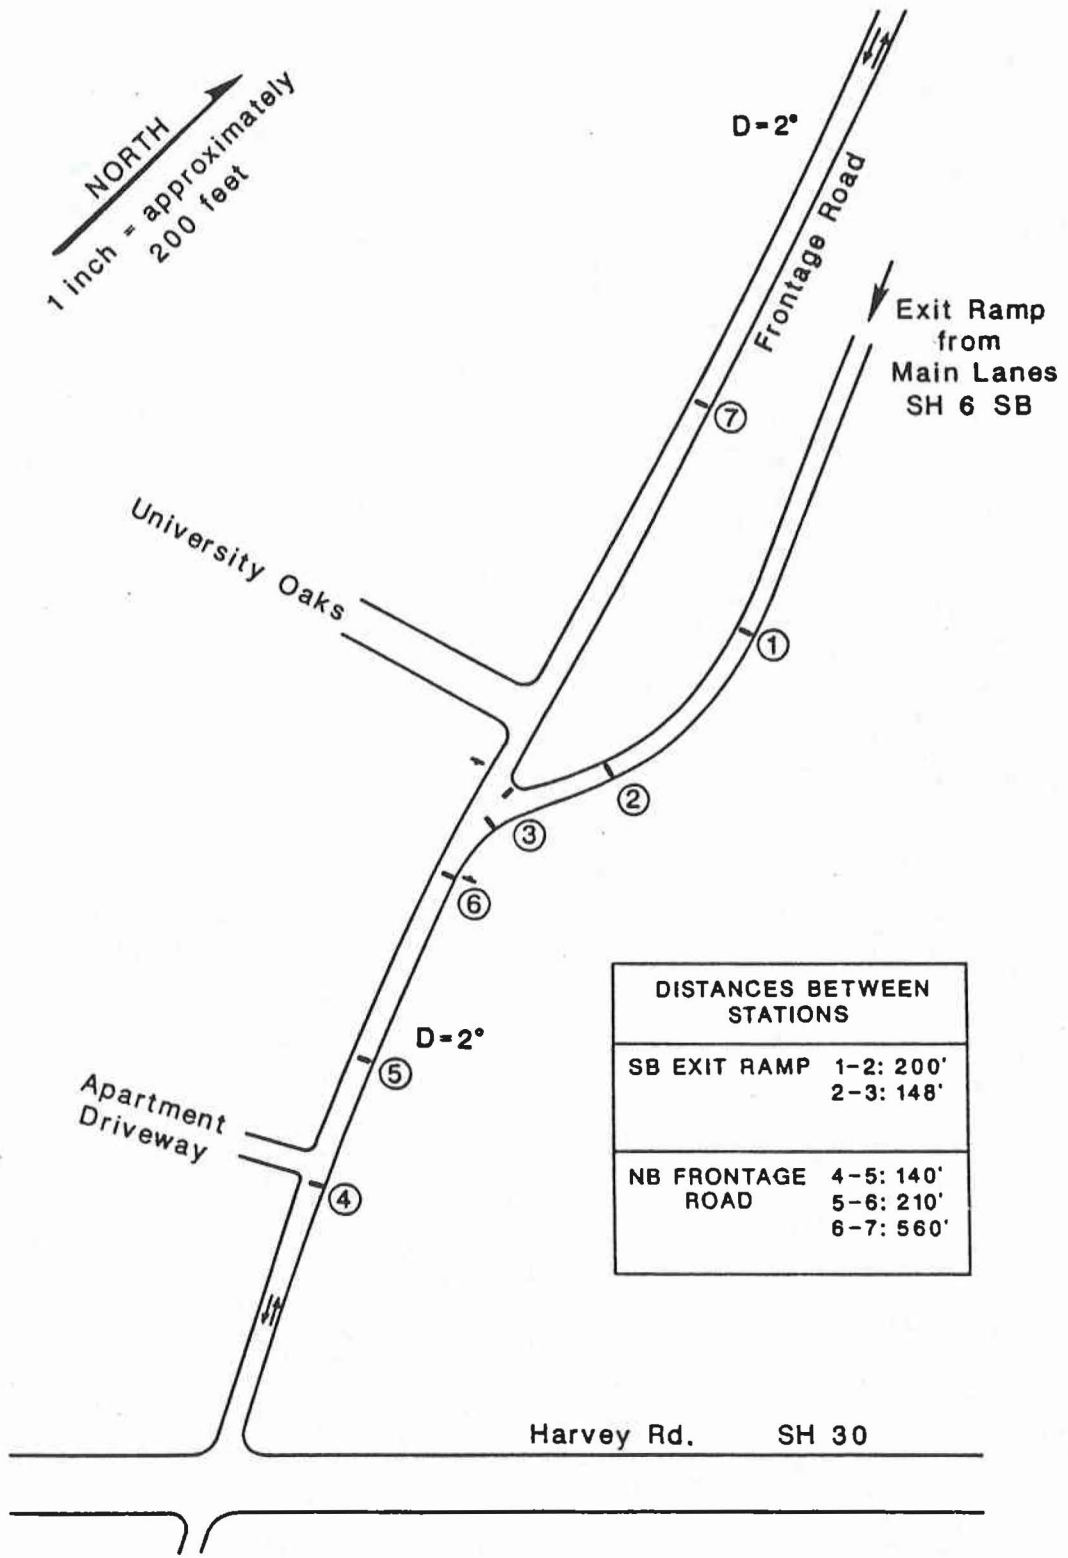 NORTH
1 inch = approximately
200 feet
D=2°
Frontage Road
Exit Ramp
from
Main Lanes
SH 6 SB
7
University Oaks
1
2
3
6
DISTANCES BETWEEN
STATIONS
SB EXIT RAMP 1-2: 200'
2-3: 148'
NB FRONTAGE 4-5: 140'
ROAD 5-6: 210'
6-7: 560'
D=2°
5
Apartment
Driveway
4
Harvey Rd. SH 30